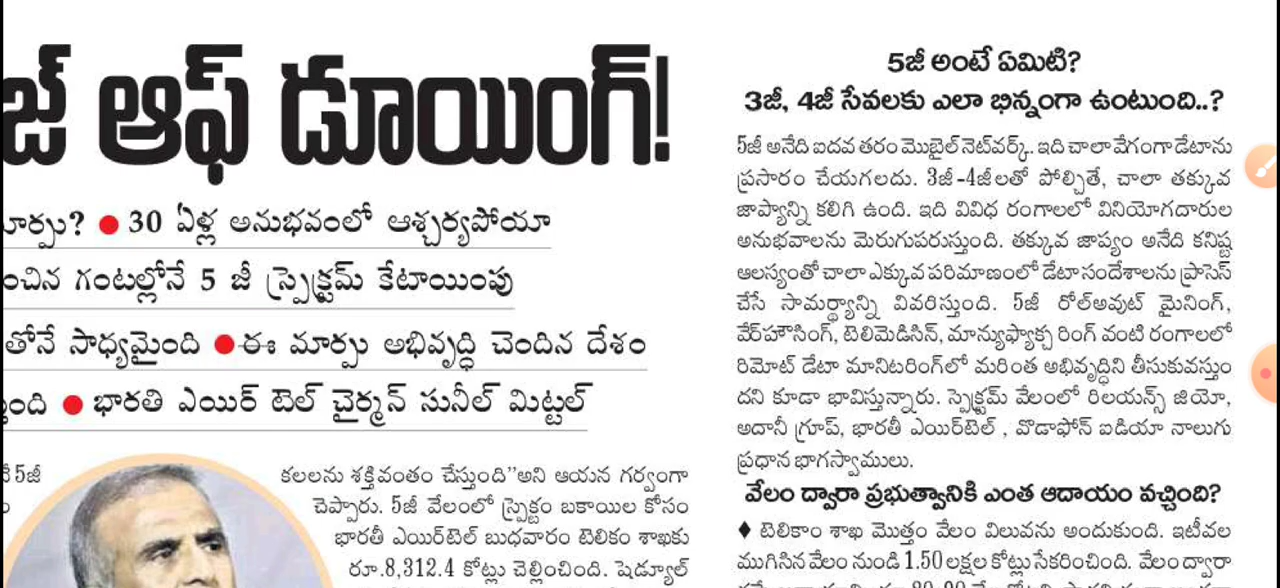 జ్ ఆఫ్ డూయింగ్!
మార్పు? ● 30 ఏళ్ల అనుభవంలో ఆశ్చర్యపోయా
ంచిన గంటల్లోనే 5 జీ స్పెక్ట్రమ్ కేటాయింపు
తోనే సాధ్యమైంది ● ఈ మార్పు అభివృద్ధి చెందిన దేశం
తుంది ● భారతి ఎయిర్ టెల్ చైర్మన్ సునీల్ మిట్టల్
5జీ
కలలను శక్తివంతం చేస్తుంది''అని ఆయన గర్వంగా
చెప్పారు. 5జీ వేలంలో స్పెక్ట్రం బకాయిల కోసం
భారతీ ఎయిర్‌టెల్ బుధవారం టెలికం శాఖకు
రూ.8,312.4 కోట్లు చెల్లించింది. షెడ్యూల్
5జీ అంటే ఏమిటి?
3జీ, 4జీ సేవలకు ఎలా భిన్నంగా ఉంటుంది..?
5జీ అనేది ఐదవ తరం మొబైల్ నెట్‌వర్క్. ఇది చాలా వేగంగా డేటాను
ప్రసారం చేయగలదు. 3జీ-4జీలతో పోల్చితే, చాలా తక్కువ
జాప్యాన్ని కలిగి ఉంది. ఇది వివిధ రంగాలలో వినియోగదారుల
అనుభవాలను మెరుగుపరుస్తుంది. తక్కువ జాప్యం అనేది కనిష్ట
ఆలస్యంతో చాలా ఎక్కువ పరిమాణంలో డేటా సందేశాలను ప్రాసెస్
చేసే సామర్థ్యాన్ని వివరిస్తుంది. 5జీ రోల్‌అవుట్ మైనింగ్,
వేర్‌హౌసింగ్, టెలిమెడిసిన్, మాన్యుఫ్యాక్చ రింగ్ వంటి రంగాలలో
రిమోట్ డేటా మానిటరింగ్‌లో మరింత అభివృద్ధిని తీసుకువస్తుం
దని కూడా భావిస్తున్నారు. స్పెక్ట్రమ్ వేలంలో రిలయన్స్ జియో,
అదానీ గ్రూప్, భారతీ ఎయిర్‌టెల్ , వొడాఫోన్ ఐడియా నాలుగు
ప్రధాన భాగస్వాములు.
వేలం ద్వారా ప్రభుత్వానికి ఎంత ఆదాయం వచ్చింది?
♦ టెలికాం శాఖ మొత్తం వేలం విలువను అందుకుంది. ఇటీవల
ముగిసిన వేలం నుండి 1.50 లక్షల కోట్లు సేకరించింది. వేలం ద్వారా